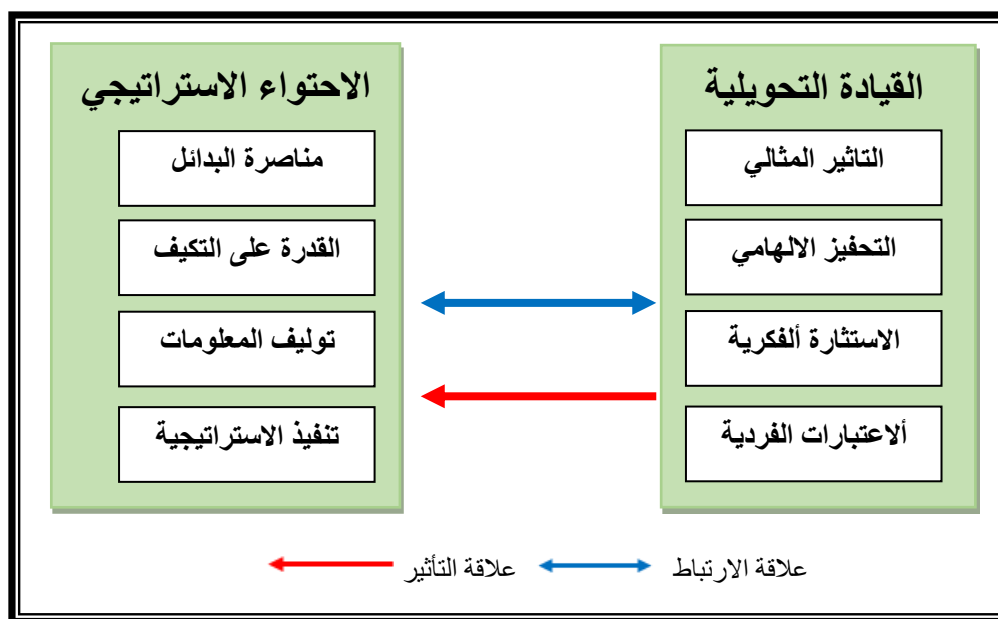 القيادة التحويلية
التاثير المثالي
التحفيز الالهامي
الاستثارة ألفكرية
ألاعتبارات الفردية
الاحتواء الاستراتيجي
مناصرة البدائل
القدرة على التكيف
توليف المعلومات
تنفيذ الاستراتيجية
علاقة الارتباط
علاقة التأثير